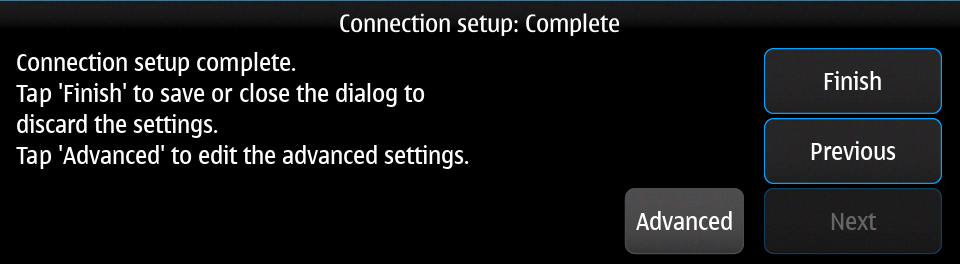 Connection setup: Complete
Connection setup complete.
Tap 'Finish' to save or close the dialog to
discard the settings.
Tap 'Advanced' to edit the advanced settings.
Finish
Previous
Advanced
Next